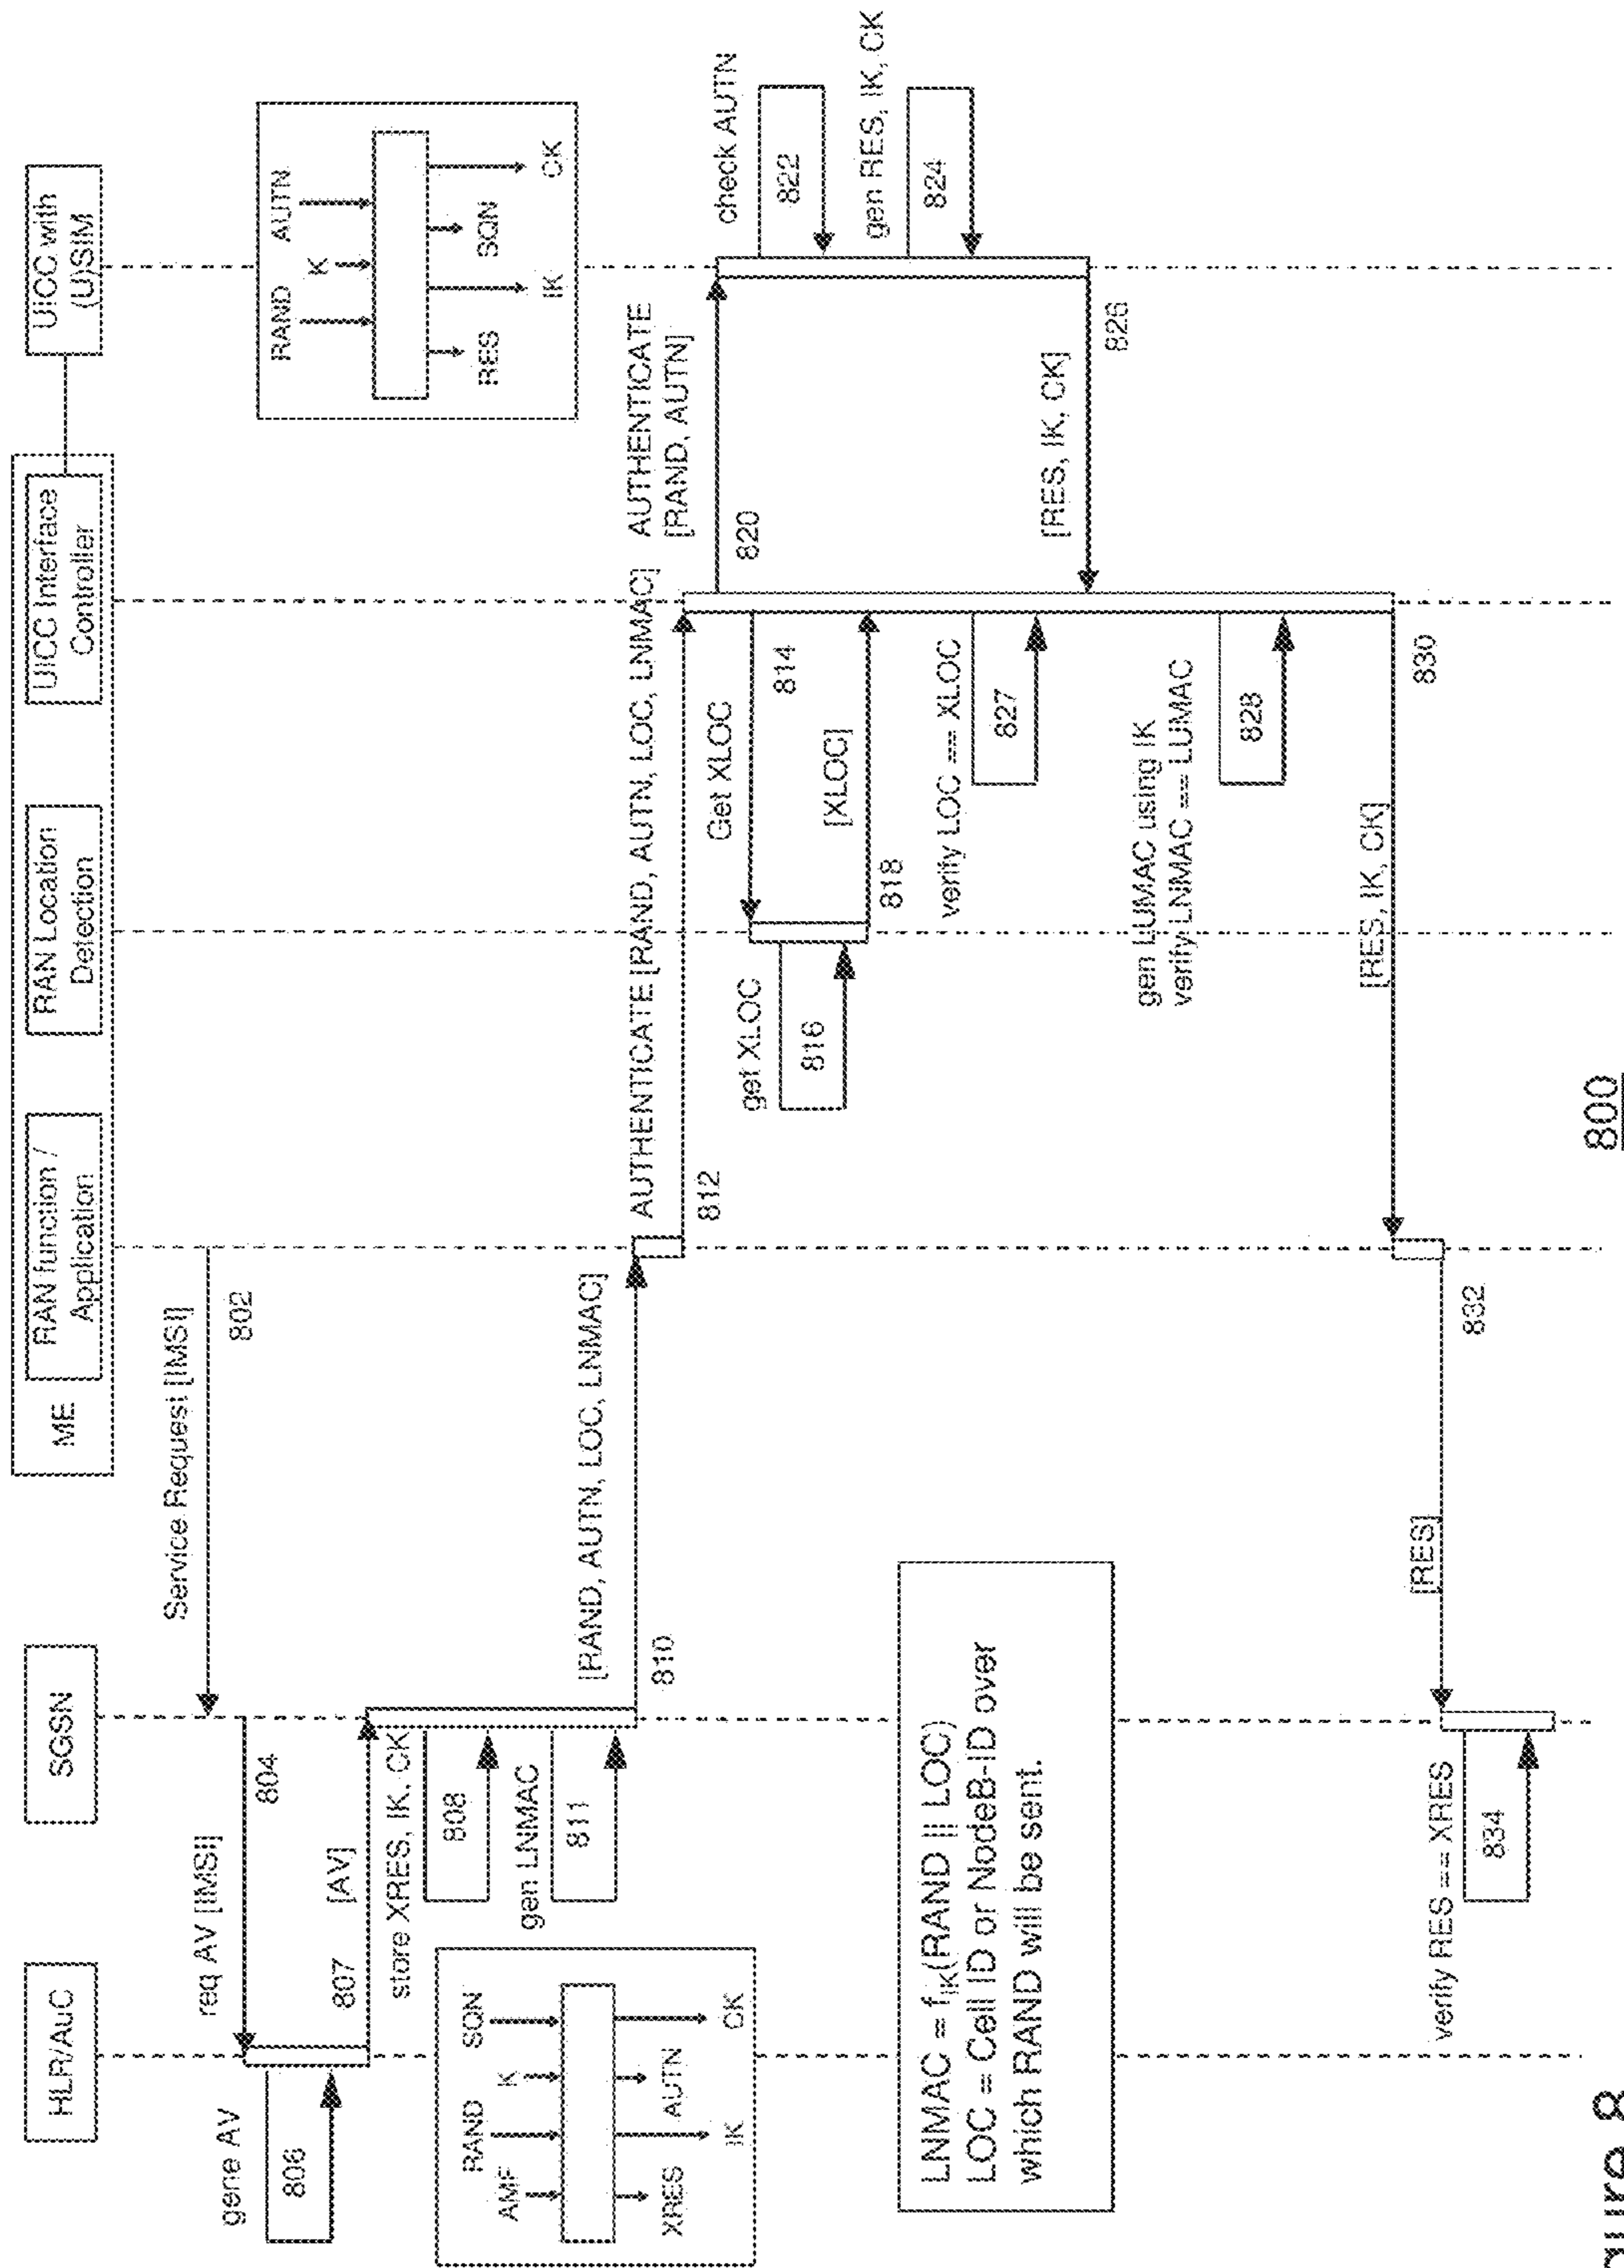 HLR/AuC
SGSN
ME
RAN function /
Application
RAN Location
Detection
UICC Interface
Controller
UICC with
(U)SIM
Service Request [IMSI]
802
req AV [IMSI]
804
gene AV
806
807
[AV]
store XRES, IK, CK
808
gen LNMAC
811
AMF
RAND
K
SQN
XRES
IK
AUTN
CK
RAND
K
AUTN
RES
IK
SQN
CK
[RAND, AUTN, LOC, LNMAC]
810
AUTHENTICATE [RAND, AUTN, LOC, LNMAC]
812
AUTHENTICATE
[RAND, AUTN]
820
Get XLOC
814
get XLOC
816
[XLOC]
818
check AUTN
822
gen RES, IK, CK
824
[RES, IK, CK]
826
verify LOC == XLOC
827
gen LUMAC using IK
verify LNMAC == LUMAC
828
[RES, IK, CK]
830
LNMAC = fIK(RAND || LOC)
LOC = Cell ID or NodeB-ID over
which RAND will be sent.
[RES]
832
verify RES == XRES
834
800
gure 8